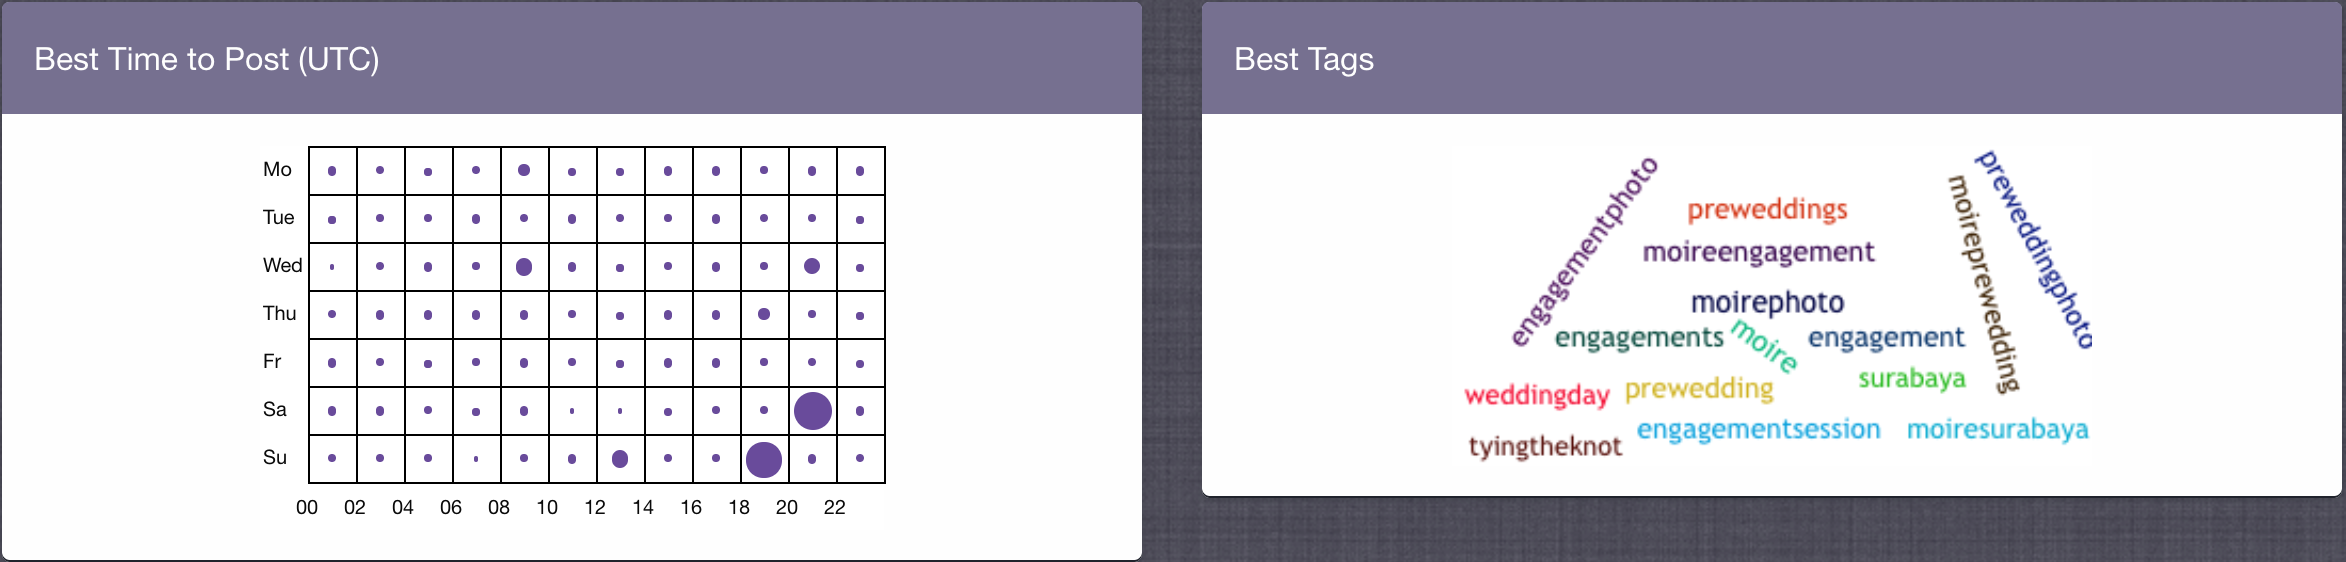 Best Time to Post (UTC)
Mo
Tue
Wed
Thu
Fr
Sa
Su
00 02 04 06 08 10 12 14 16 18 20 22
Best Tags
engagementphoto
preweddings
moireengagement
moirephoto
engagements
moire
engagement
moireprewedding
preweddingphoto
surabaya
weddingday
prewedding
engagementsession
moiresurabaya
tyingtheknot